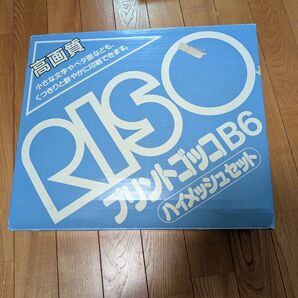 高画質
小さな文字やベタ面なども、
くっきりと鮮やかに印刷できます。
RISO
プリントゴッコB6
ハイメッシュセット